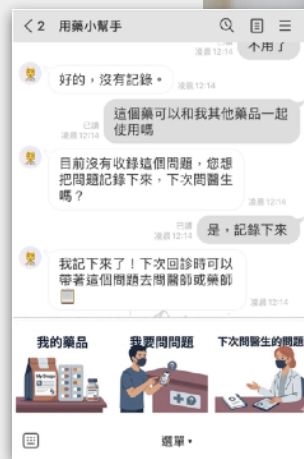 2 用藥小幫手
不用了
凌晨 12:14
好的，沒有記錄。
凌晨 12:14
這個藥可以和我其他藥品一起
使用嗎
已讀
凌晨 12:14
目前沒有收錄這個問題，您想
把問題記錄下來，下次問醫生
嗎？
凌晨 12:14
是，記錄下來
已讀
凌晨 12:14
我記下來了！下次回診時可以
帶著這個問題去問醫師或藥師
凌晨 12:14
我的藥品
我要問問題
下次問醫生的問題
選單